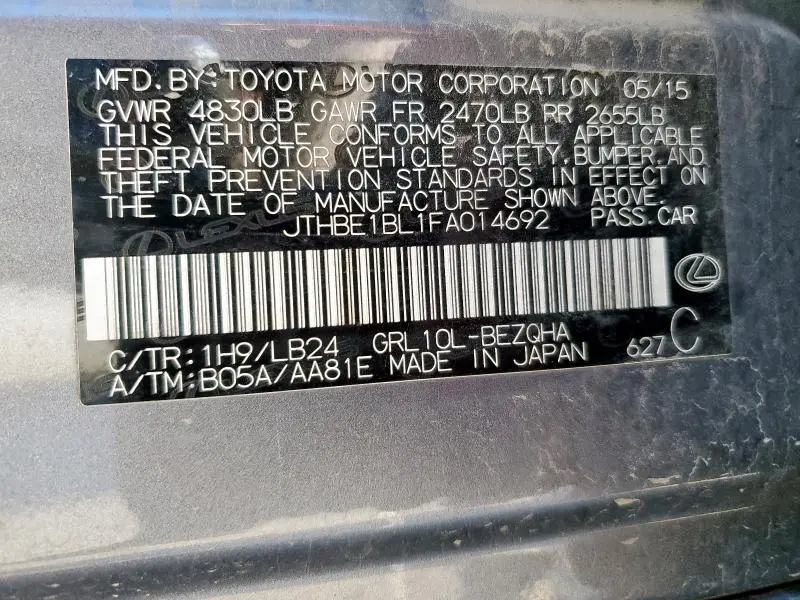 MFD. BY: TOYOTA MOTOR CORPORATION 05/15
GVWR 4830LB GAWR FR 2470LB RR 2655LB
THIS VEHICLE CONFORMS TO ALL APPLICABLE
FEDERAL MOTOR VEHICLE SAFETY, BUMPER, AND
THEFT PREVENTION STANDARDS IN EFFECT ON
THE DATE OF MANUFACTURE SHOWN ABOVE.
JTHBE1BL1FA014692 PASS.CAR
LEXUS
C/TR: 1H9/LB24 GRL10L-BEZQHA
A/TM: B05A/AA81E MADE IN JAPAN 627 C